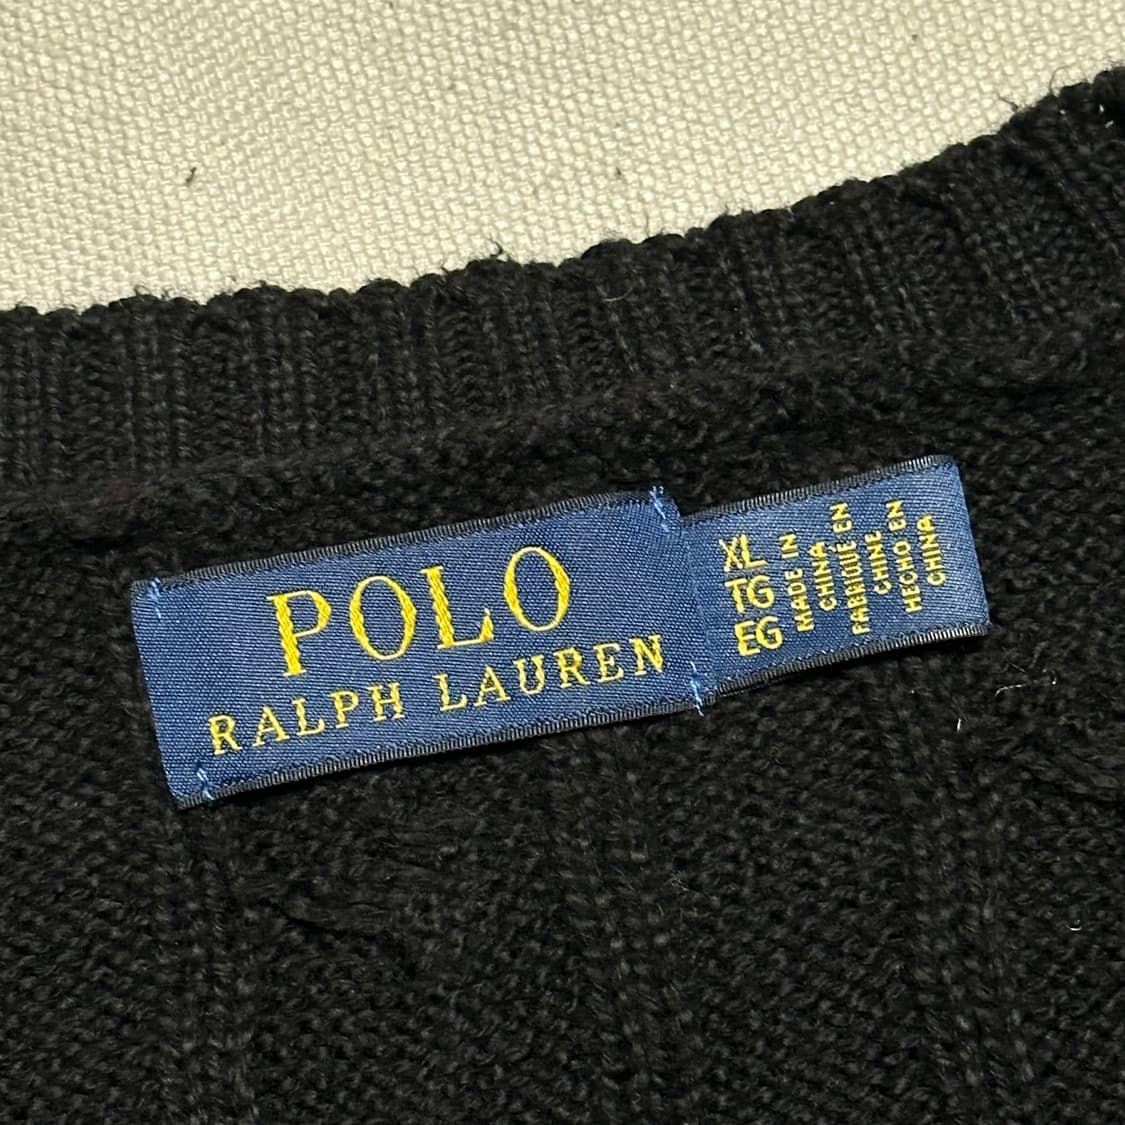 POLO
RALPH LAUREN
XL
TG
EG
MADE IN
CHINA
FABRIQUÉ EN
CHINE
HECHO EN
CHINA